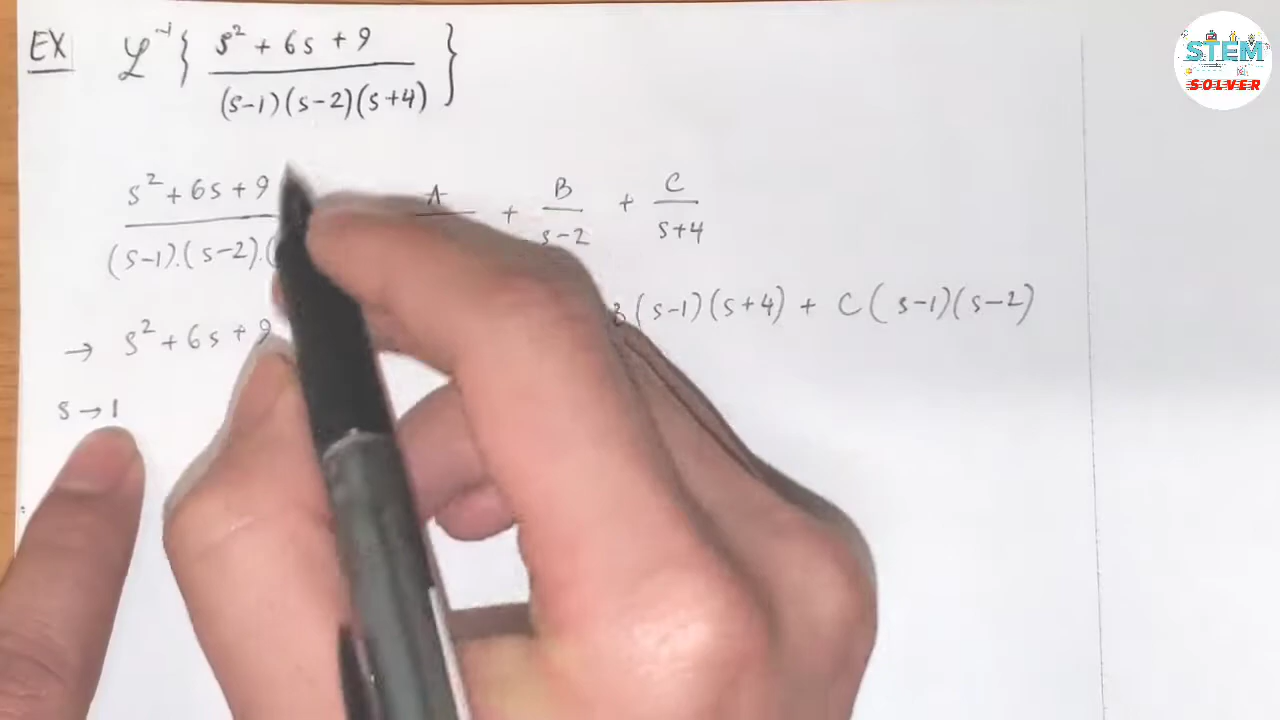 EX ℒ⁻¹ { s² + 6s + 9
(s-1)(s-2)(s+4) }
s² + 6s + 9 A + B + C
(s-1).(s-2).( s-2 s+4
→ s² + 6s + 9 B(s-1)(s+4) + C(s-1)(s-2)
s → 1
STEM
SOLVER